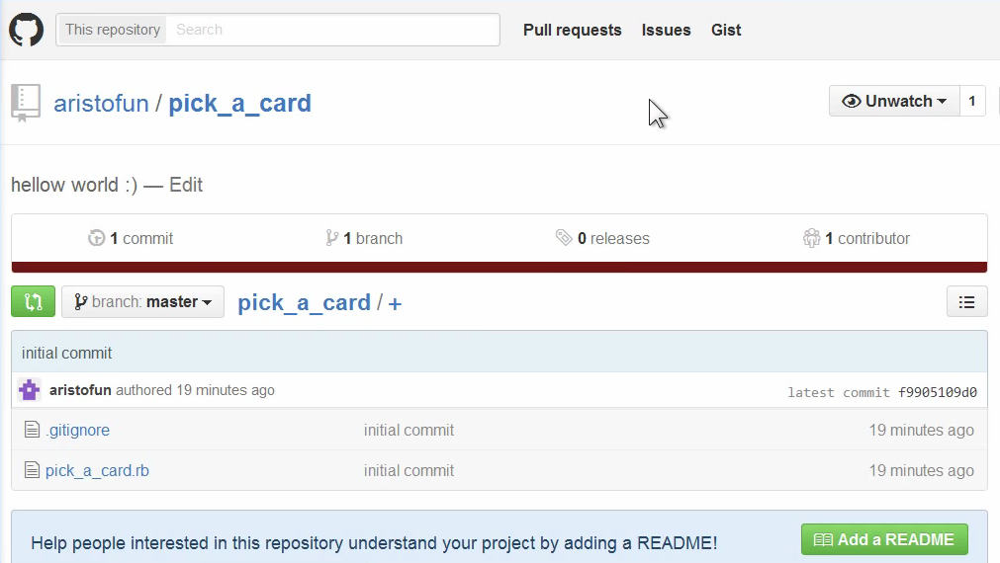 This repository Search Pull requests Issues Gist
aristofun / pick_a_card Unwatch 1
hellow world :) — Edit
1 commit 1 branch 0 releases 1 contributor
branch: master pick_a_card / +
initial commit
aristofun authored 19 minutes ago latest commit f9905109d0
.gitignore initial commit 19 minutes ago
pick_a_card.rb initial commit 19 minutes ago
Help people interested in this repository understand your project by adding a README! Add a README